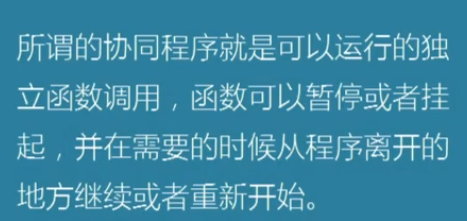 所谓的协同程序就是可以运行的独
立函数调用，函数可以暂停或者挂
起，并在需要的时候从程序离开的
地方继续或者重新开始。